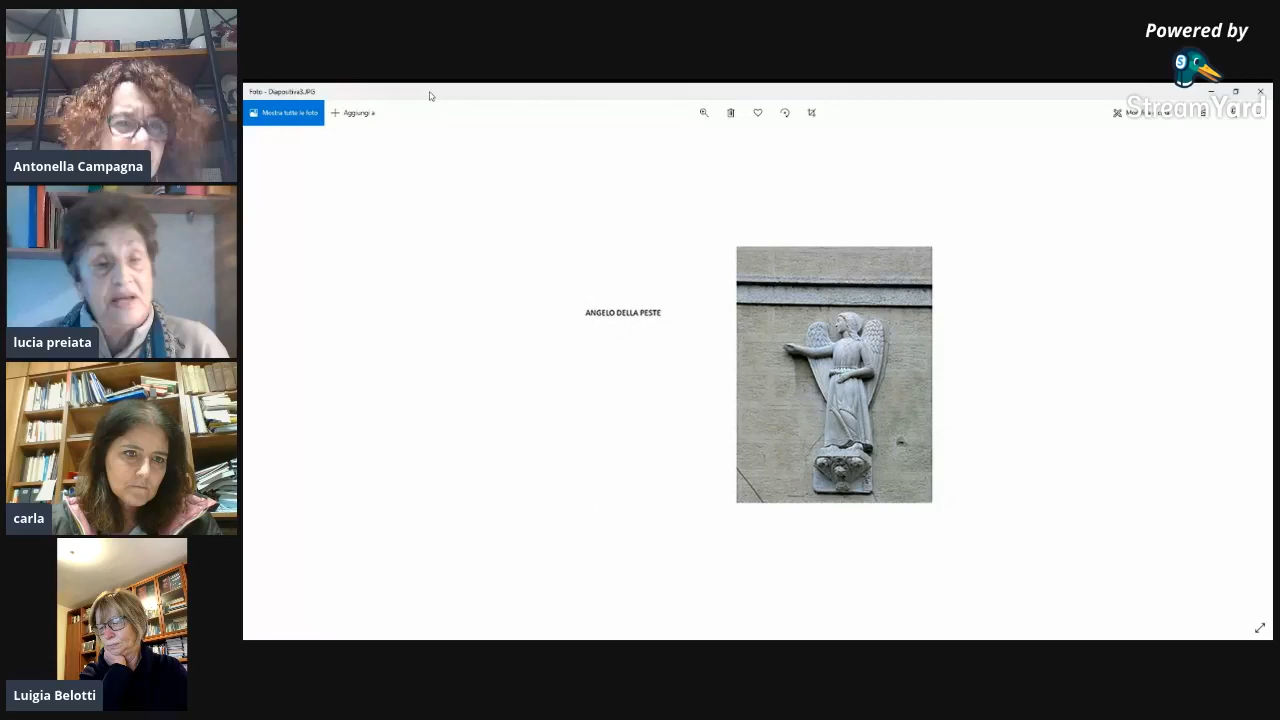 Powered by
StreamYard
Foto - Diapositiva3.JPG
Mostra tutte le foto
Aggiungi a
ANGELO DELLA PESTE
Antonella Campagna
lucia preiata
carla
Luigia Belotti